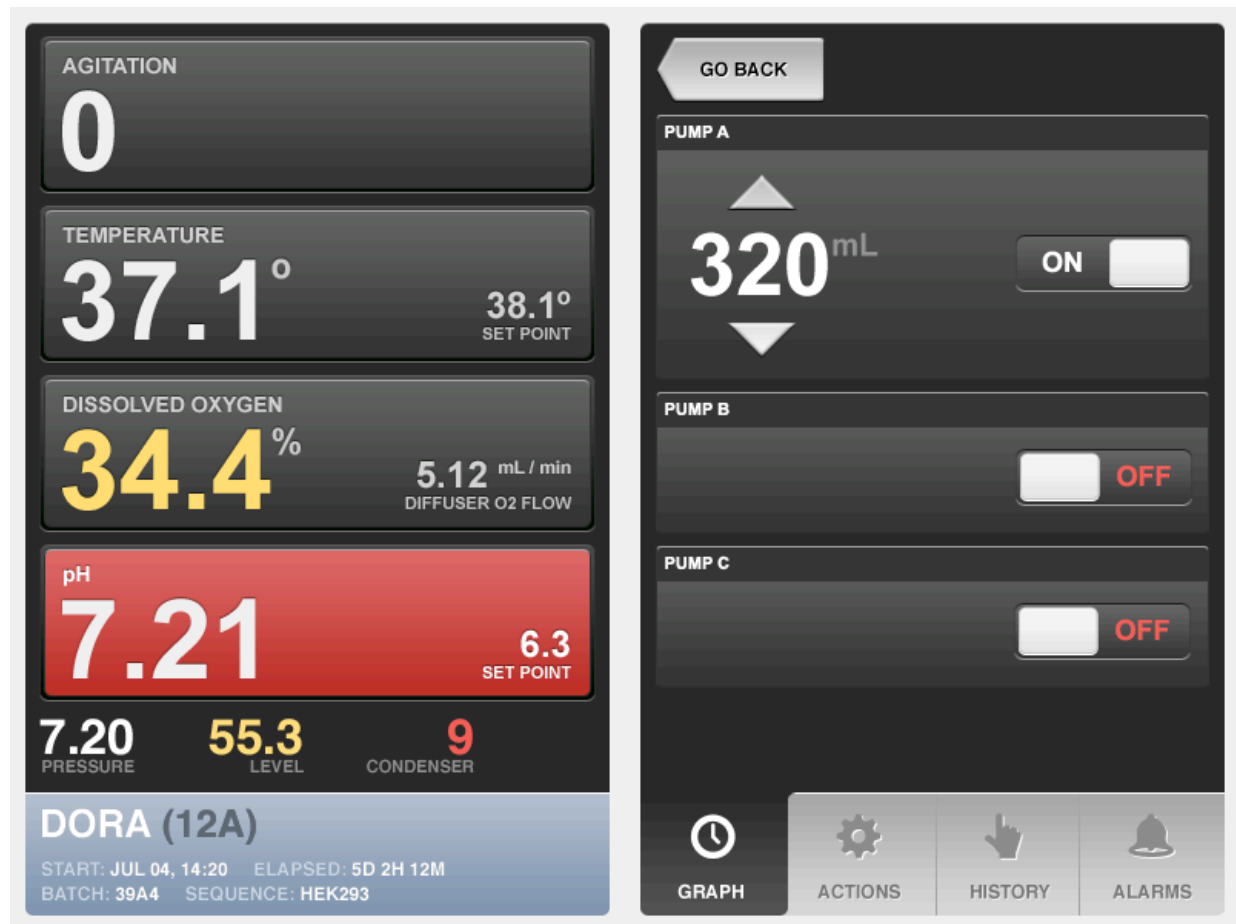 AGITATION
0
TEMPERATURE
37.1°
38.1º
SET POINT
DISSOLVED OXYGEN
34.4%
5.12 mL / min
DIFFUSER O2 FLOW
pH
7.21
6.3
SET POINT
7.20 55.3 9
PRESSURE LEVEL CONDENSER
DORA (12A)
START: JUL 04, 14:20 ELAPSED: 5D 2H 12M
BATCH: 39A4 SEQUENCE: HEK293
GO BACK
PUMP A
320 mL
ON
PUMP B
OFF
PUMP C
OFF
GRAPH ACTIONS HISTORY ALARMS